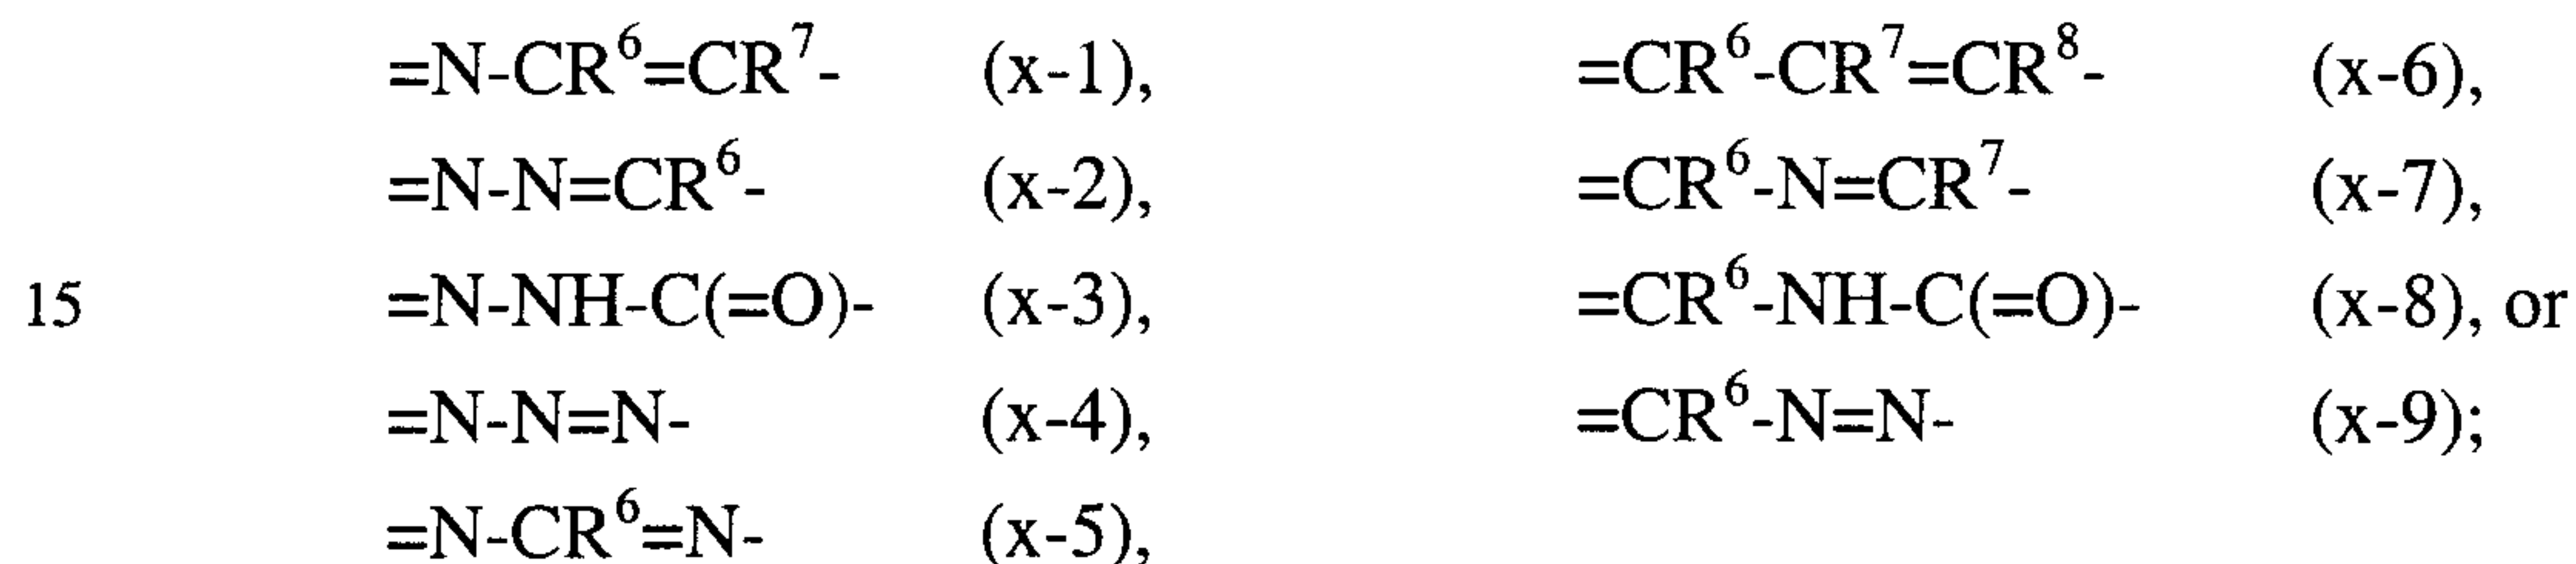 =N-CR⁶=CR⁷- (x-1), =CR⁶-CR⁷=CR⁸- (x-6),
=N-N=CR⁶- (x-2), =CR⁶-N=CR⁷- (x-7),
15 =N-NH-C(=O)- (x-3), =CR⁶-NH-C(=O)- (x-8), or
=N-N=N- (x-4), =CR⁶-N=N- (x-9);
=N-CR⁶=N- (x-5),